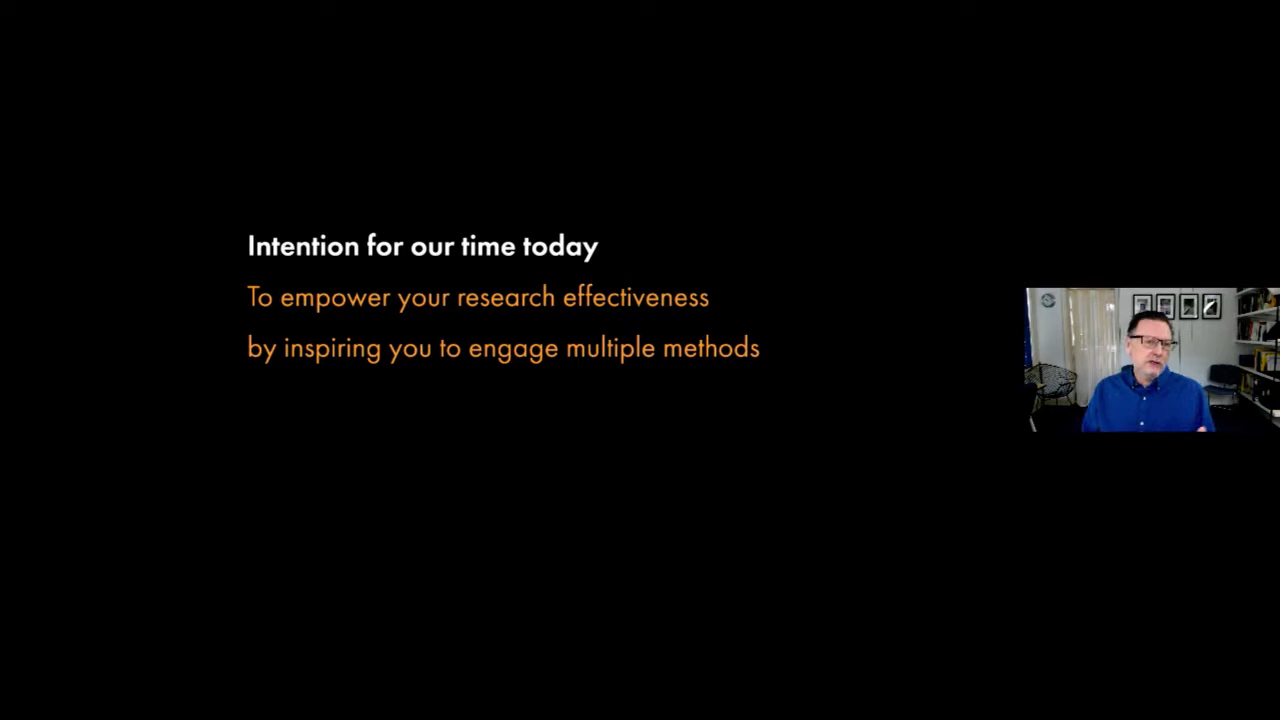 Intention for our time today
To empower your research effectiveness
by inspiring you to engage multiple methods